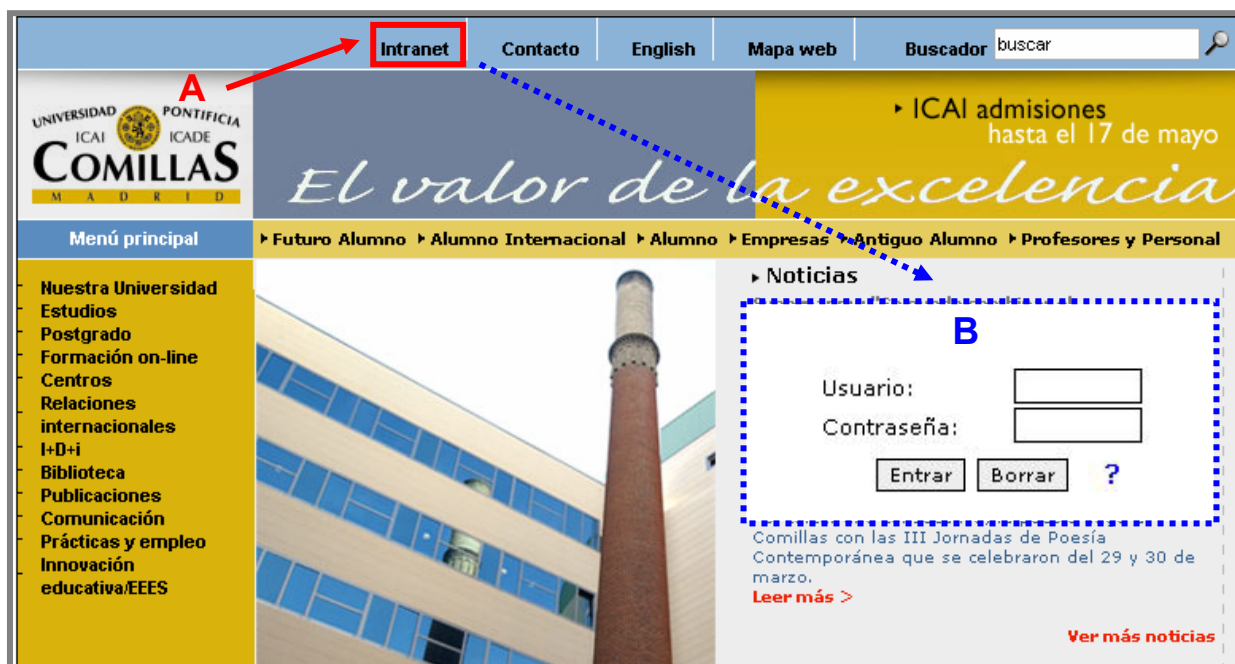 Intranet Contacto English Mapa web Buscador buscar
A
UNIVERSIDAD PONTIFICIA
ICAI ICADE
COMILLAS
MADRID
ICAI admisiones
hasta el 17 de mayo
El valor de la excelencia
Menú principal
Futuro Alumno Alumno Internacional Alumno Empresas Antiguo Alumno Profesores y Personal
Nuestra Universidad
Estudios
Postgrado
Formación on-line
Centros
Relaciones
internacionales
I+D+i
Biblioteca
Publicaciones
Comunicación
Prácticas y empleo
Innovación
educativa/EEES
Noticias
B
Usuario:
Contraseña:
Entrar Borrar ?
Comillas con las III Jornadas de Poesía
Contemporánea que se celebraron del 29 y 30 de
marzo.
Leer más >
Ver más noticias